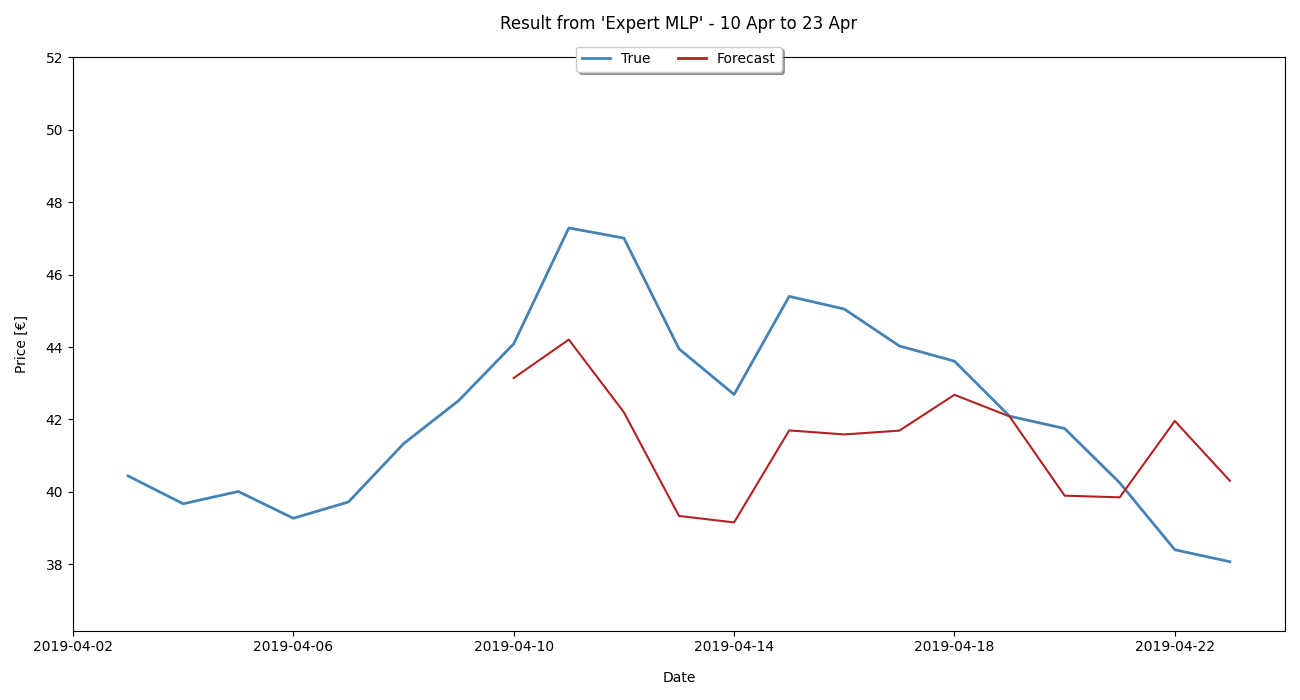 Result from 'Expert MLP' - 10 Apr to 23 Apr
True Forecast
52
50
48
46
44
42
40
38
Price [€]
2019-04-02 2019-04-06 2019-04-10 2019-04-14 2019-04-18 2019-04-22
Date